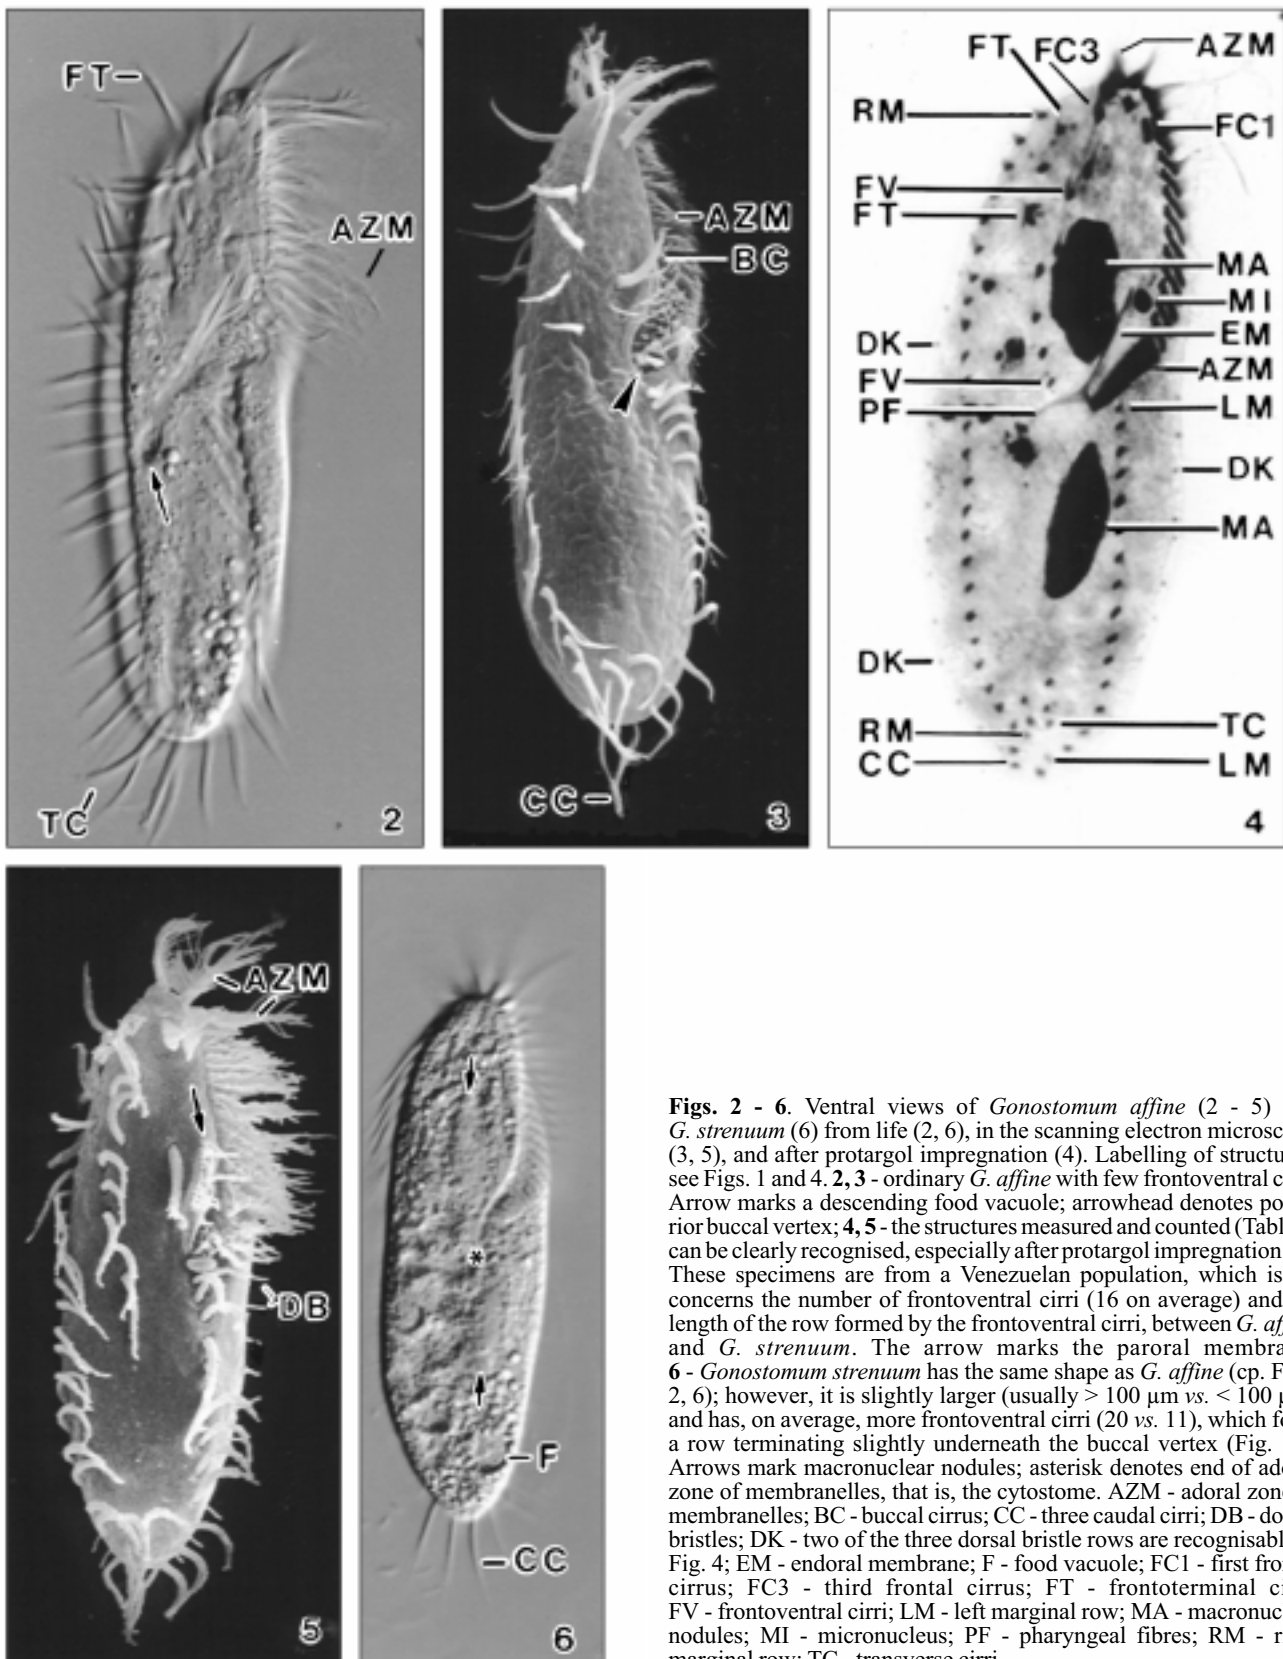 FT
AZM
TC
2
AZM
BC
CC
3
FT
FC3
AZM
RM
FC1
FV
FT
MA
MI
EM
DK
AZM
FV
LM
PF
DK
MA
DK
TC
RM
CC
LM
4
AZM
DB
5
F
CC
6
Figs. 2 - 6. Ventral views of Gonostomum affine (2 - 5)
G. strenuum (6) from life (2, 6), in the scanning electron
(3, 5), and after protargol impregnation (4). Labelling of
see Figs. 1 and 4. 2, 3 - ordinary G. affine with few frontoventral
Arrow marks a descending food vacuole; arrowhead denotes
rior buccal vertex; 4, 5 - the structures measured and counted
can be clearly recognised, especially after protargol impregnation
These specimens are from a Venezuelan population, which is
concerns the number of frontoventral cirri (16 on average) and
length of the row formed by the frontoventral cirri, between G.
and G. strenuum. The arrow marks the paroral
6 - Gonostomum strenuum has the same shape as G. affine (cp.
2, 6); however, it is slightly larger (usually > 100 µm vs. < 100
and has, on average, more frontoventral cirri (20 vs. 11), which
a row terminating slightly underneath the buccal vertex (Fig.
Arrows mark macronuclear nodules; asterisk denotes end of
zone of membranelles, that is, the cytostome. AZM - adoral zone
membranelles; BC - buccal cirrus; CC - three caudal cirri; DB -
bristles; DK - two of the three dorsal bristle rows are
Fig. 4; EM - endoral membrane; F - food vacuole; FC1 - first
cirrus; FC3 - third frontal cirrus; FT - frontoterminal
FV - frontoventral cirri; LM - left marginal row; MA -
nodules; MI - micronucleus; PF - pharyngeal fibres; RM -
marginal row; TC - transverse cirri